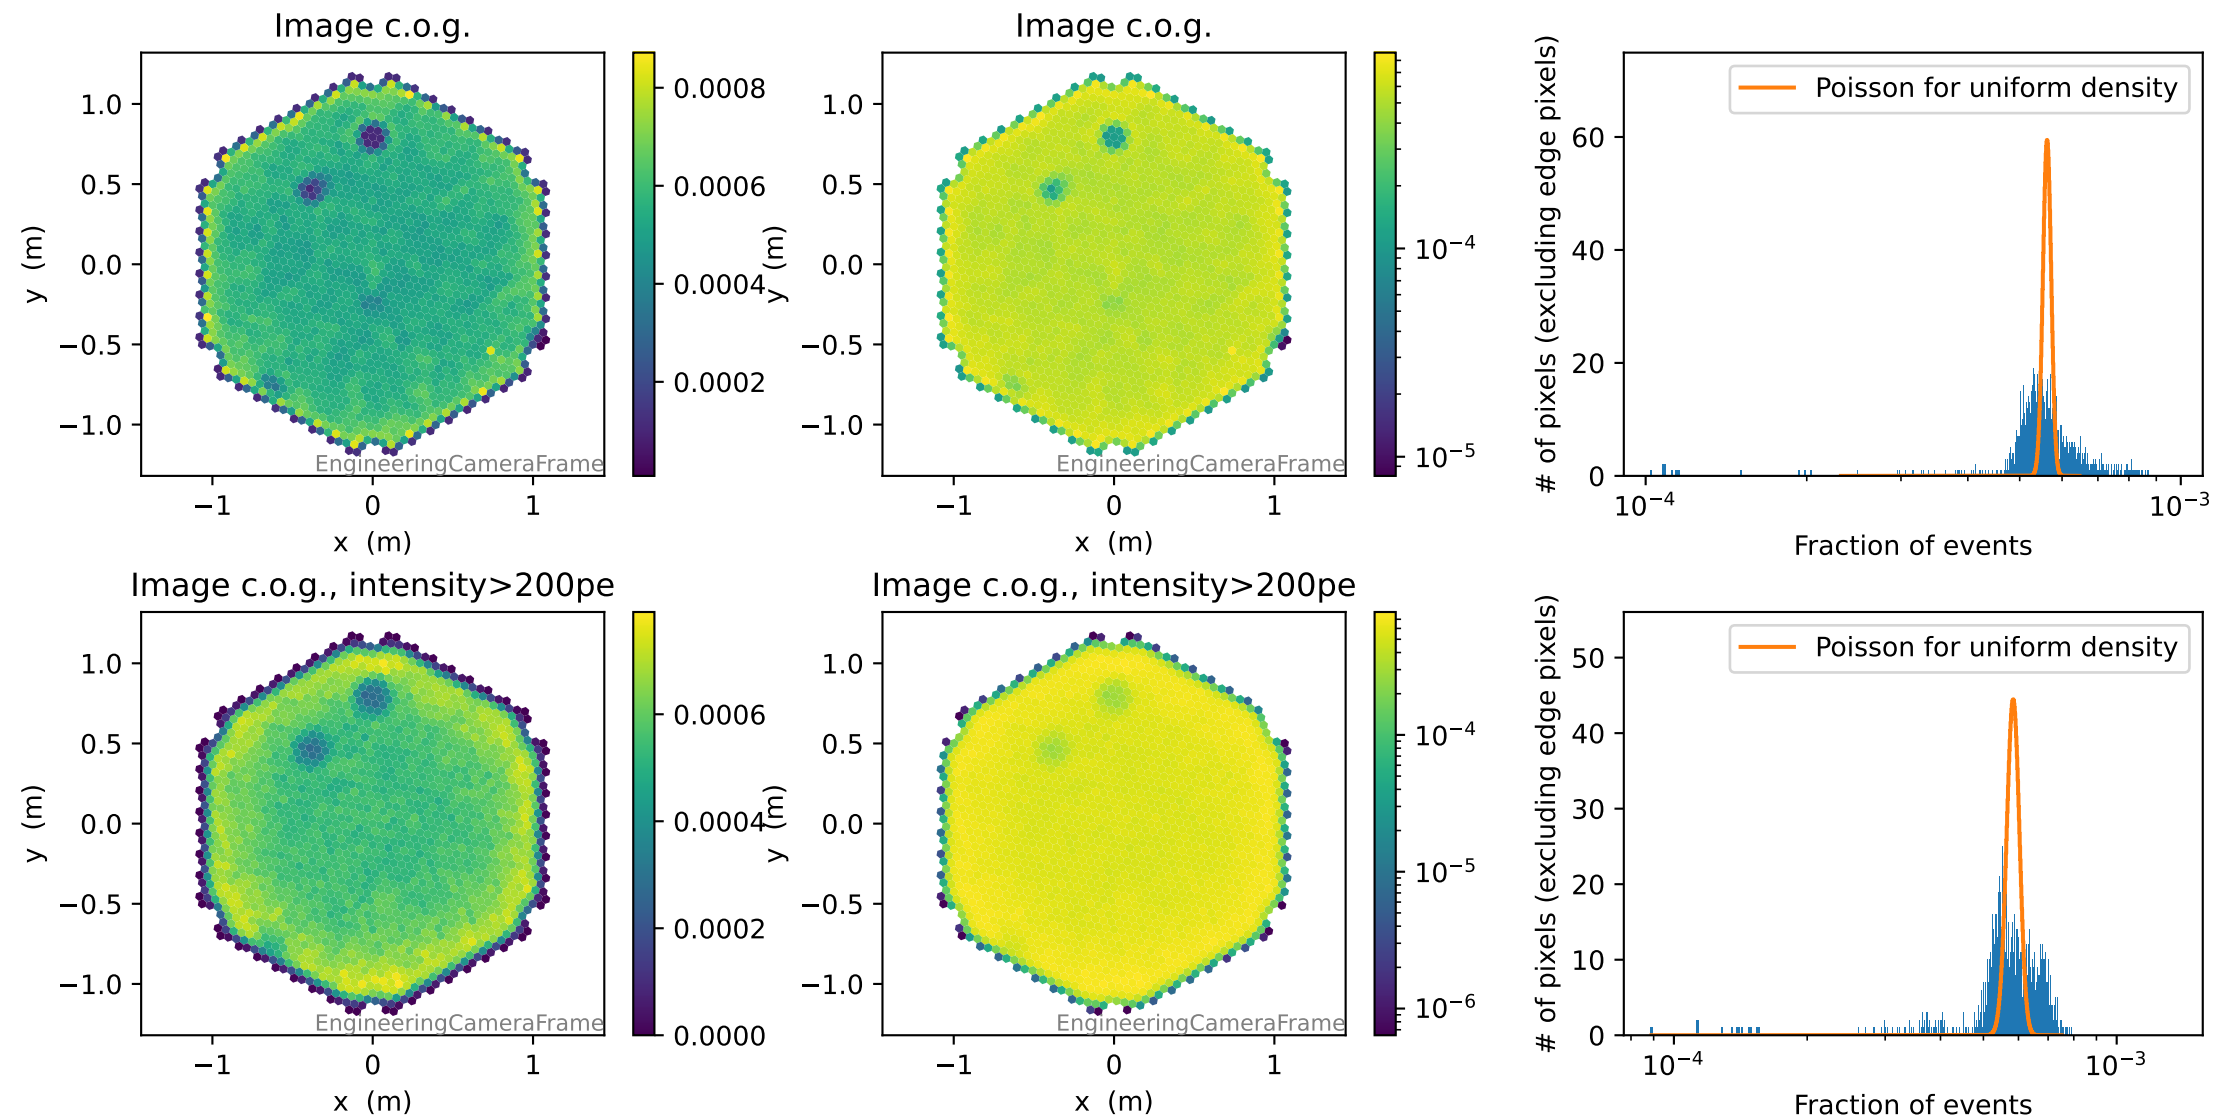 Image c.o.g.
1.0
0.5
0.0
−0.5
−1.0
y (m)
−1
0
1
x (m)
EngineeringCameraFrame
0.0008
0.0006
0.0004
0.0002
Image c.o.g.
1.0
0.5
0.0
−0.5
−1.0
y (m)
−1
0
1
x (m)
EngineeringCameraFrame
10⁻⁴
10⁻⁵
# of pixels (excluding edge pixels)
60
40
20
0
Poisson for uniform density
10⁻⁴
10⁻³
Fraction of events
Image c.o.g., intensity>200pe
1.0
0.5
0.0
−0.5
−1.0
y (m)
−1
0
1
x (m)
EngineeringCameraFrame
0.0006
0.0004
0.0002
0.0000
Image c.o.g., intensity>200pe
1.0
0.5
0.0
−0.5
−1.0
y (m)
−1
0
1
x (m)
EngineeringCameraFrame
10⁻⁴
10⁻⁵
10⁻⁶
# of pixels (excluding edge pixels)
50
40
30
20
10
0
Poisson for uniform density
10⁻⁴
10⁻³
Fraction of events